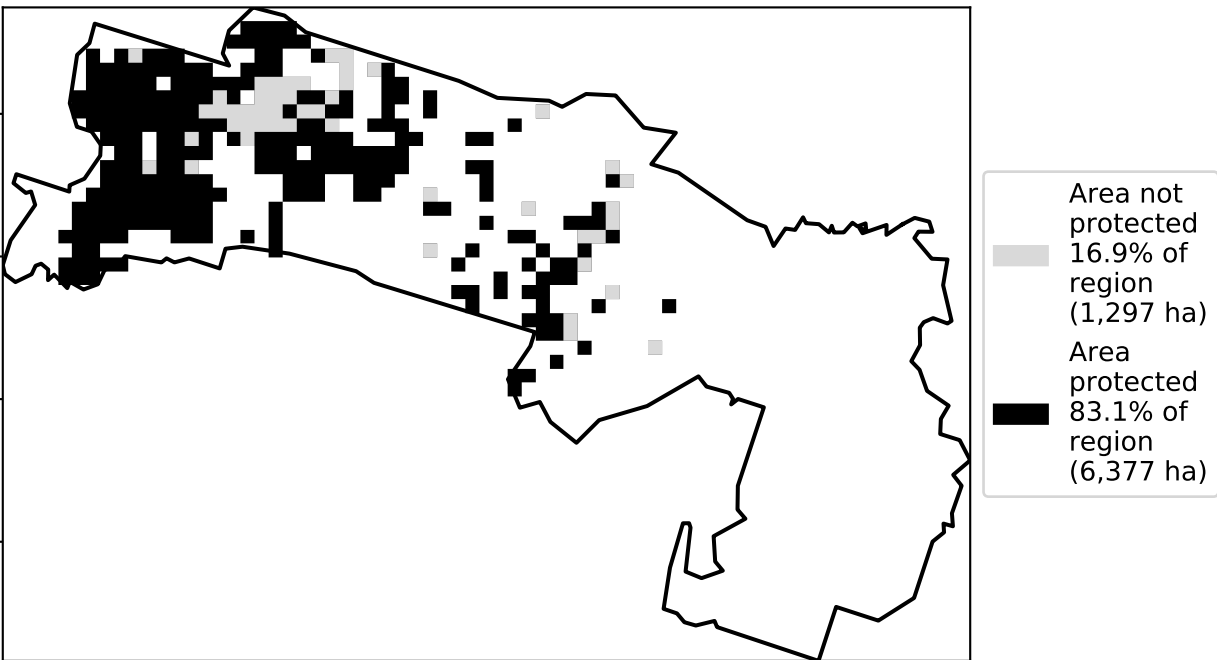 Area not
protected
16.9% of
region
(1,297 ha)
Area
protected
83.1% of
region
(6,377 ha)